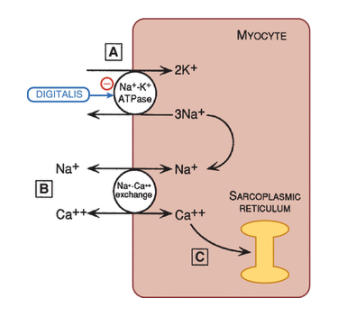 MYOCYTE
A
2K+
Na+-K+
ATPase
DIGITALIS
3Na+
Na+
Na+
B
Na+-Ca++
exchange
Ca++
Ca++
SARCOPLASMIC
RETICULUM
C